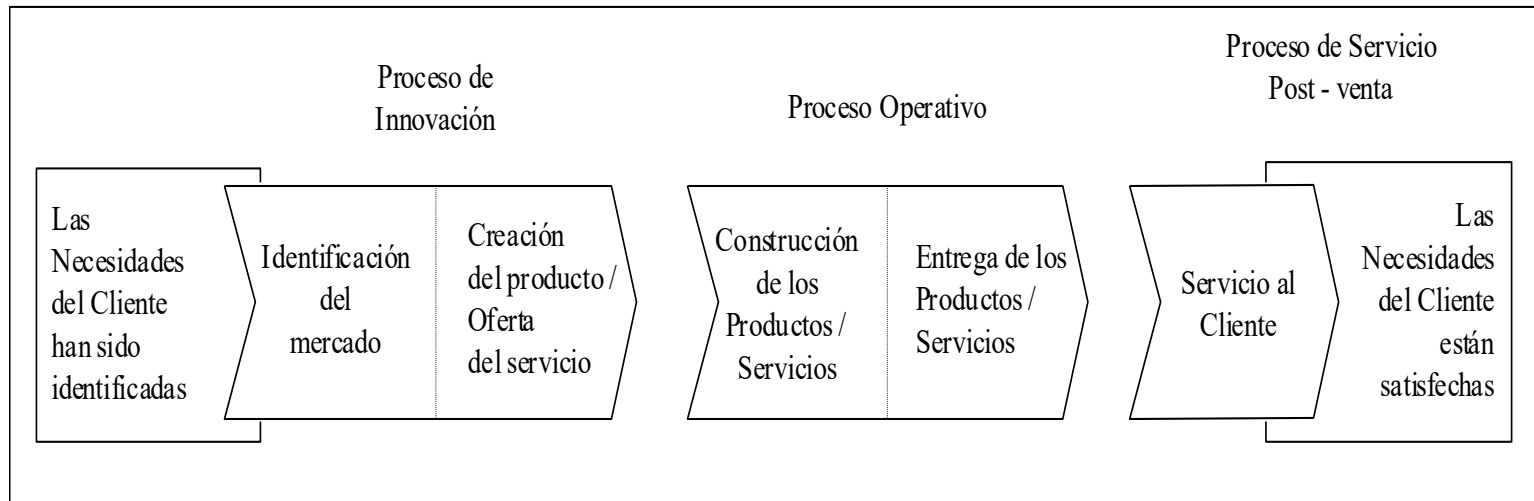 Proceso de
Innovación
Proceso Operativo
Proceso de Servicio
Post - venta
Las
Necesidades
del Cliente
han sido
identificadas
Identificación
del
mercado
Creación
del producto /
Oferta
del servicio
Construcción
de los
Productos /
Servicios
Entrega de los
Productos /
Servicios
Servicio al
Cliente
Las
Necesidades
del Cliente
están
satisfechas